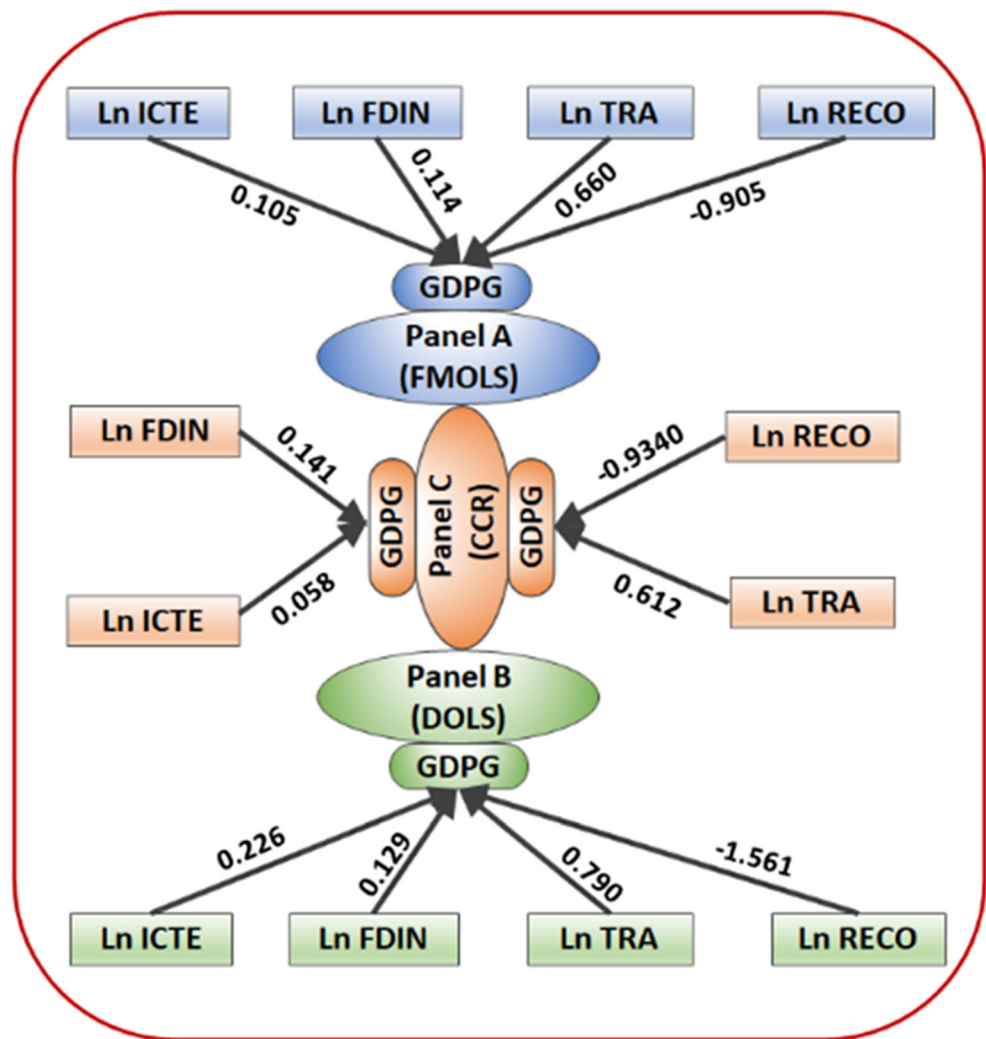 Ln ICTE
Ln FDIN
Ln TRA
Ln RECO
0.105
0.114
0.660
-0.905
GDPG
Panel A
(FMOLS)
Ln FDIN
0.141
Ln ICTE
0.058
GDPG
Panel C
(CCR)
GDPG
-0.9340
Ln RECO
0.612
Ln TRA
Panel B
(DOLS)
GDPG
0.226
0.129
0.790
-1.561
Ln ICTE
Ln FDIN
Ln TRA
Ln RECO